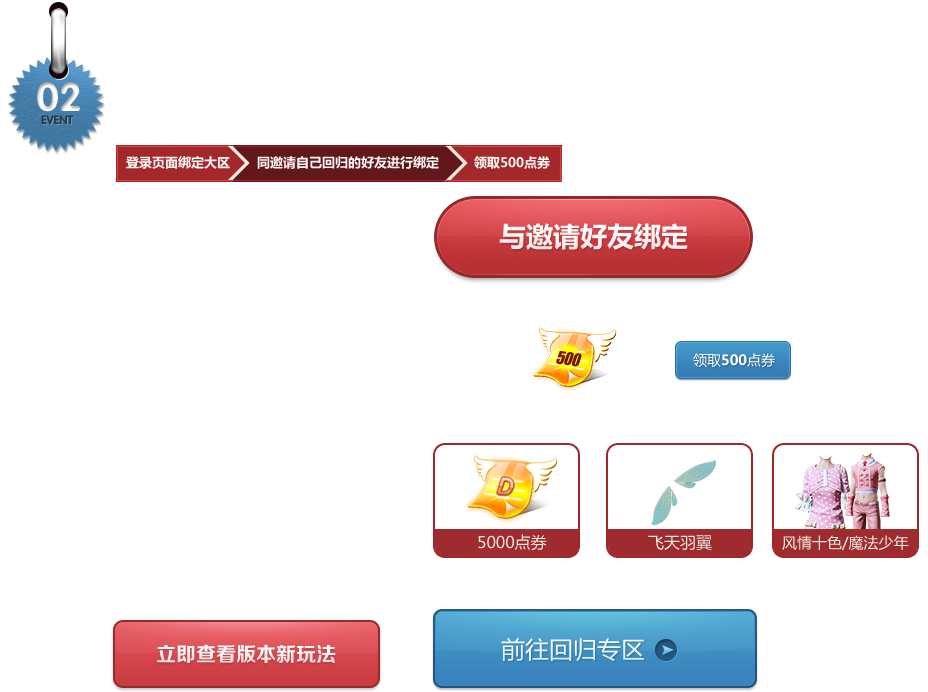 02
EVENT
登录页面绑定大区 同邀请自己回归的好友进行绑定 领取500点券
与邀请好友绑定
500
领取500点券
D
5000点券
飞天羽翼
风情十色/魔法少年
立即查看版本新玩法
前往回归专区